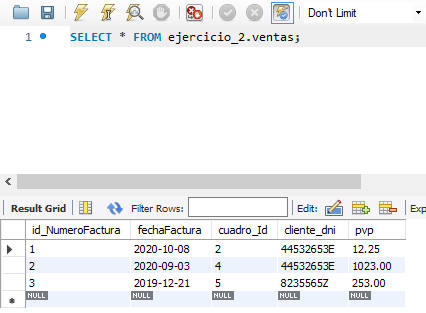 Don't Limit
1 SELECT * FROM ejercicio_2.ventas;
Result Grid Filter Rows: Edit: Exp
id_NumeroFactura fechaFactura cuadro_Id cliente_dni pvp
1 2020-10-08 2 44532653E 12.25
2 2020-09-03 4 44532653E 1023.00
3 2019-12-21 5 8235565Z 253.00
NULL NULL NULL NULL NULL